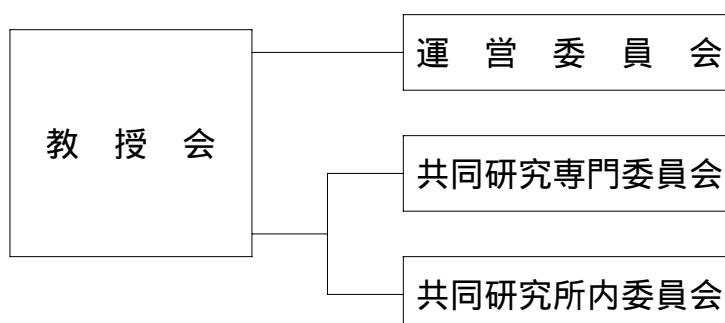 運　営　委　員　会
教　授　会
共同研究専門委員会
共同研究所内委員会